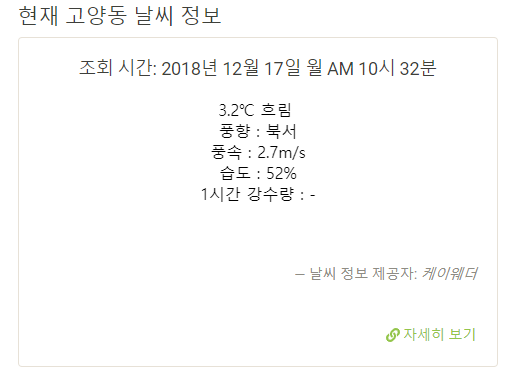 현재 고양동 날씨 정보
조회 시간: 2018년 12월 17일 월 AM 10시 32분
3.2℃ 흐림
풍향 : 북서
풍속 : 2.7m/s
습도 : 52%
1시간 강수량 : -
— 날씨 정보 제공자: 케이웨더
자세히 보기